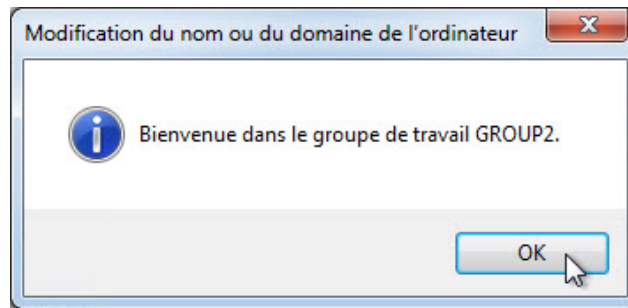 Modification du nom ou du domaine de l'ordinateur
Bienvenue dans le groupe de travail GROUP2.
OK